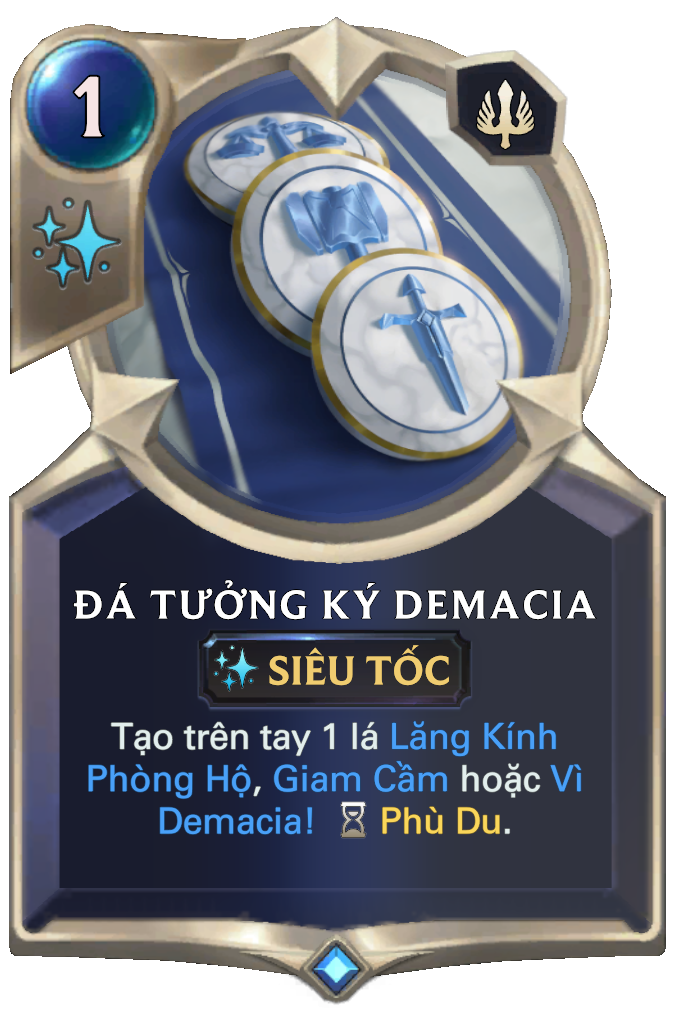 1
ĐÁ TƯỞNG KÝ DEMACIA
SIÊU TỐC
Tạo trên tay 1 lá Lăng Kính
Phòng Hộ, Giam Cầm hoặc Vì
Demacia! Phù Du.